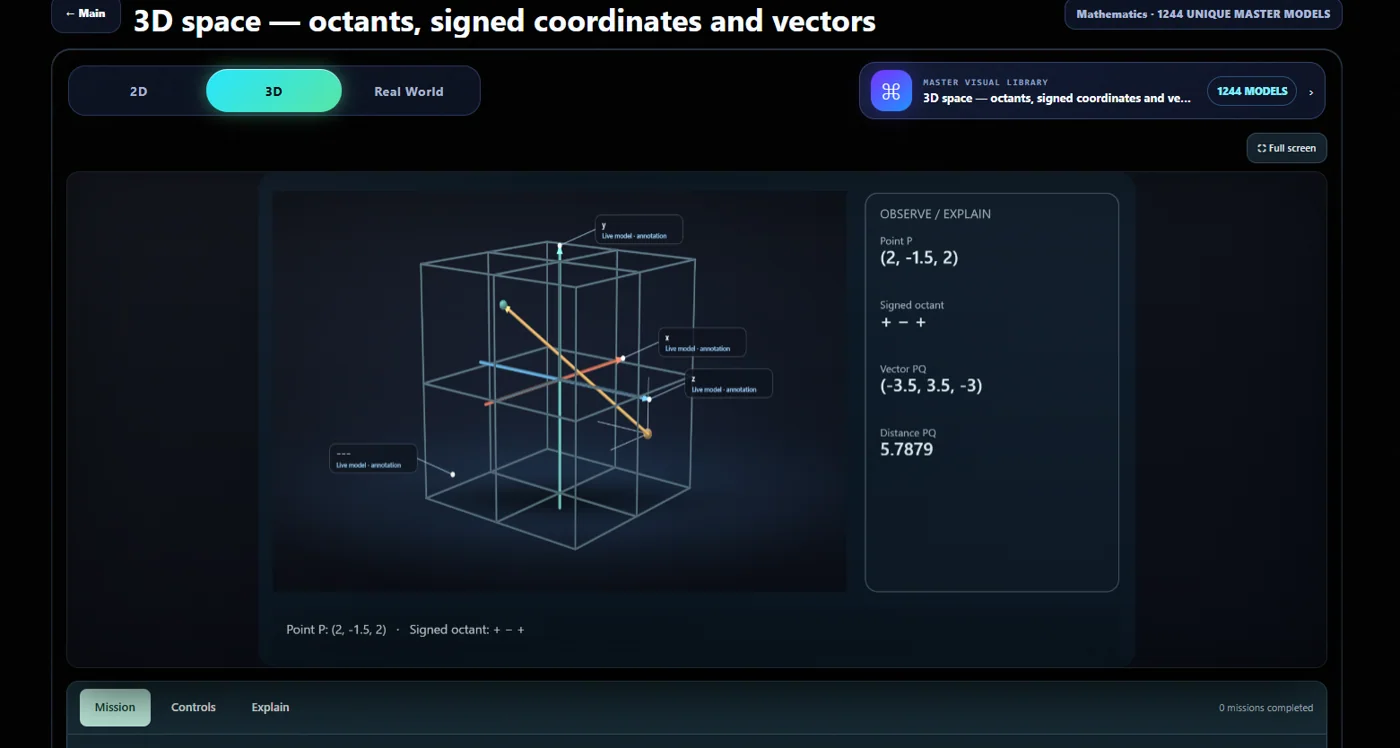 ← Main
3D space — octants, signed coordinates and vectors
Mathematics · 1244 UNIQUE MASTER MODELS
2D
3D
Real World
MASTER VISUAL LIBRARY
3D space — octants, signed coordinates and ve...
1244 MODELS
›
Full screen
y
Live model · annotation
x
Live model · annotation
z
Live model · annotation
---
Live model · annotation
OBSERVE / EXPLAIN
Point P
(2, -1.5, 2)
Signed octant
+ − +
Vector PQ
(-3.5, 3.5, -3)
Distance PQ
5.7879
Point P: (2, -1.5, 2) · Signed octant: + − +
Mission
Controls
Explain
0 missions completed